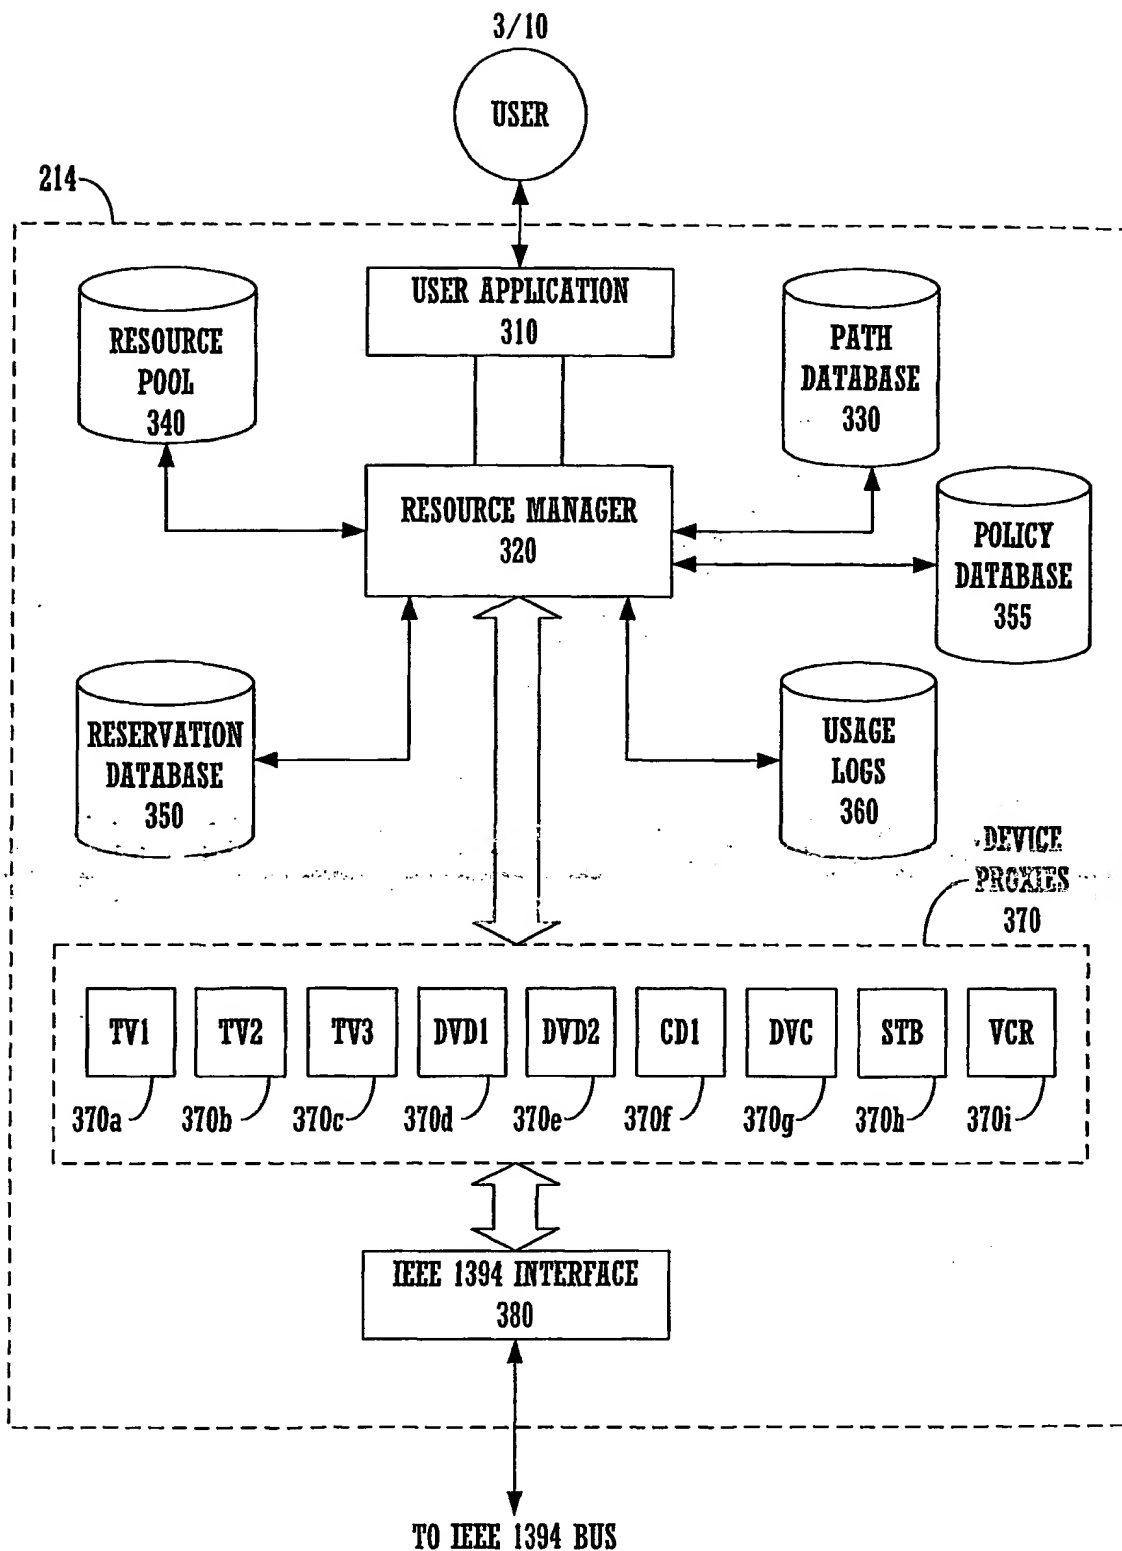 3/10
USER
214
USER APPLICATION
310
RESOURCE
POOL
340
PATH
DATABASE
330
RESOURCE MANAGER
320
POLICY
DATABASE
355
RESERVATION
DATABASE
350
USAGE
LOGS
360
DEVICE
PROXIES
370
TV1
TV2
TV3
DVD1
DVD2
CD1
DVC
STB
VCR
370a
370b
370c
370d
370e
370f
370g
370h
370i
IEEE 1394 INTERFACE
380
TO IEEE 1394 BUS